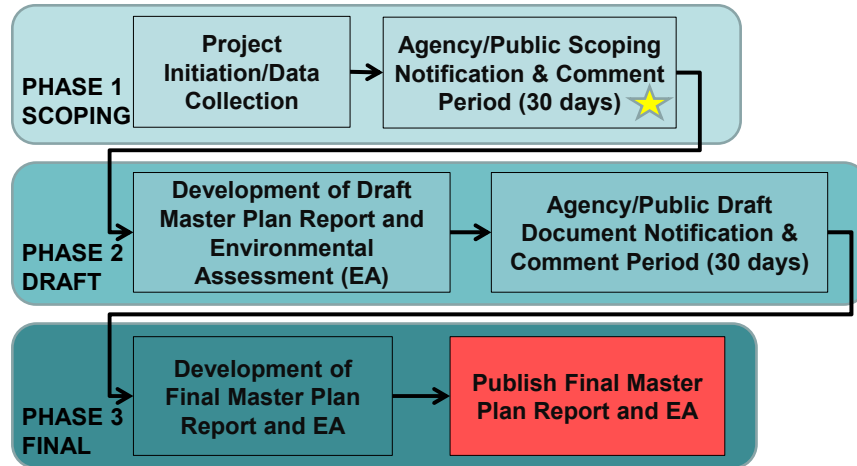 PHASE 1
SCOPING
Project
Initiation/Data
Collection
Agency/Public Scoping
Notification & Comment
Period (30 days)
PHASE 2
DRAFT
Development of Draft
Master Plan Report and
Environmental
Assessment (EA)
Agency/Public Draft
Document Notification &
Comment Period (30 days)
PHASE 3
FINAL
Development of
Final Master Plan
Report and EA
Publish Final Master
Plan Report and EA